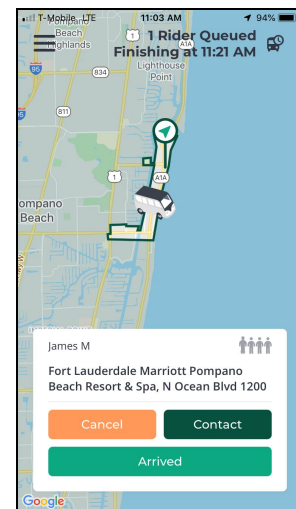 T-Mobile LTE
11:03 AM
94%
Pompano
Beach
Highlands
1
1 Rider Queued
Finishing at 11:21 AM
A1A
Lighthouse
Point
95
834
811
1
A1A
ompano
Beach
James M
Fort Lauderdale Marriott Pompano
Beach Resort & Spa, N Ocean Blvd 1200
Cancel
Contact
Arrived
Google